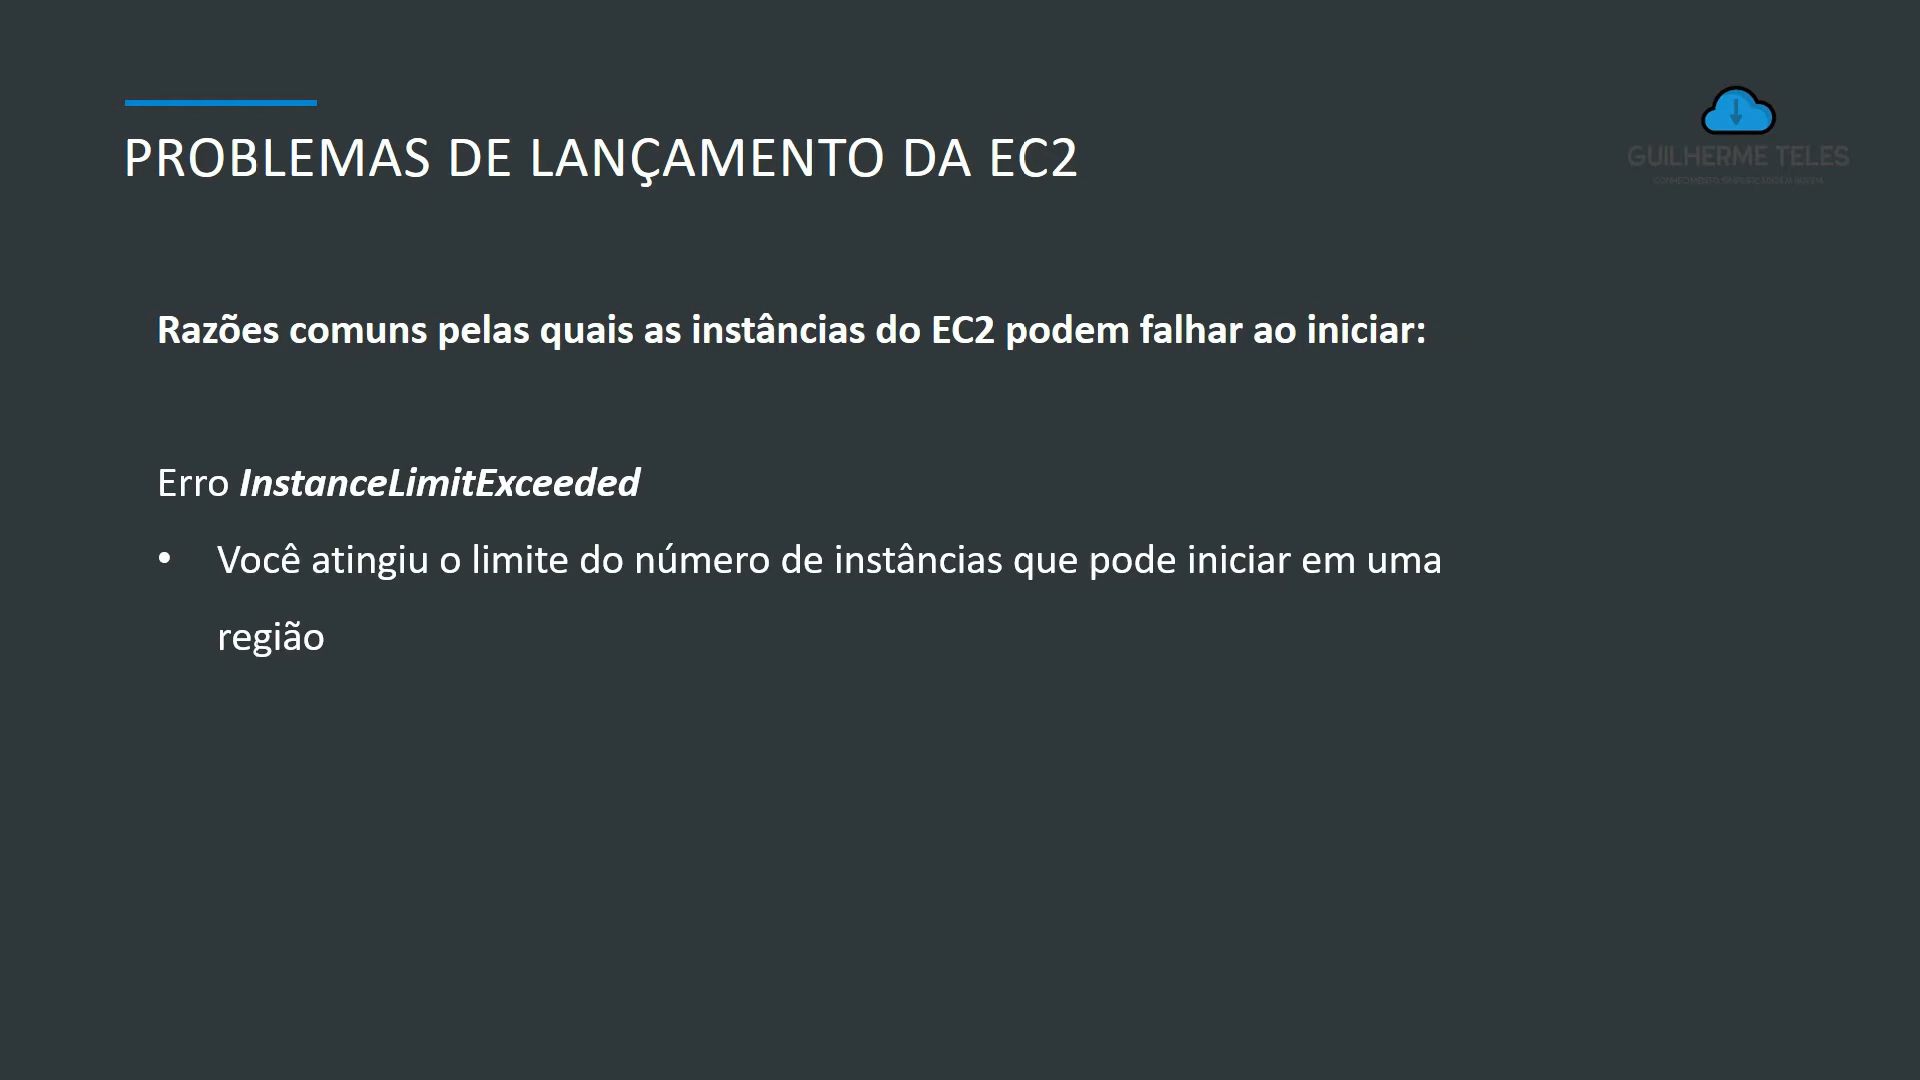 PROBLEMAS DE LANÇAMENTO DA EC2
GUILHERME TELES
Razões comuns pelas quais as instâncias do EC2 podem falhar ao iniciar:
Erro InstanceLimitExceeded
• Você atingiu o limite do número de instâncias que pode iniciar em uma
região